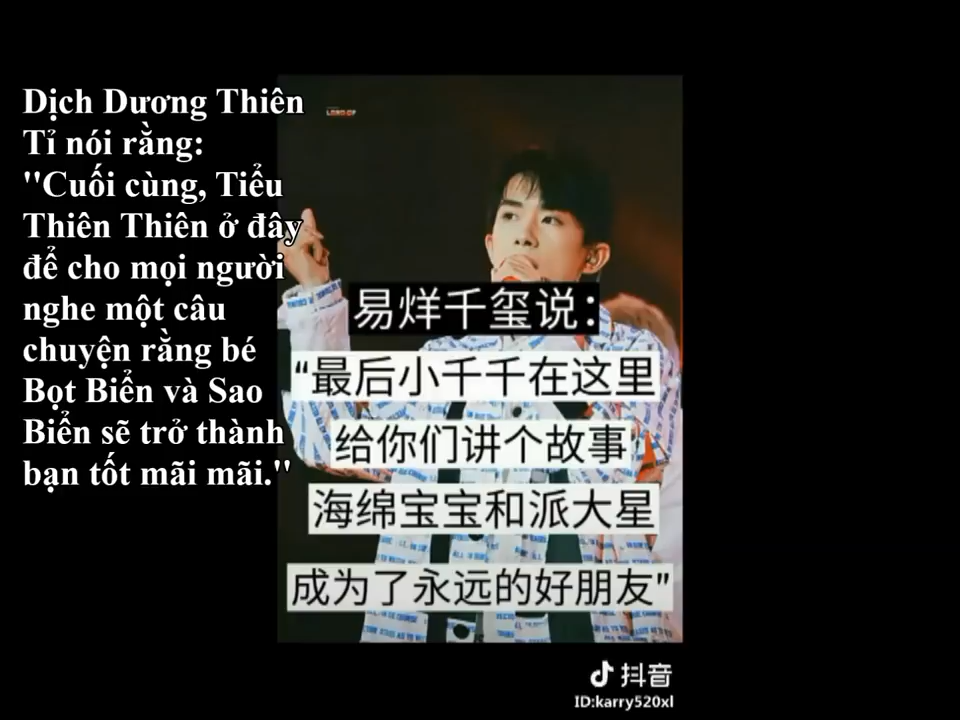 Dịch Dương Thiên
Tỉ nói rằng:
"Cuối cùng, Tiểu
Thiên Thiên ở đây
để cho mọi người
nghe một câu
chuyện rằng bé
Bọt Biển và Sao
Biển sẽ trở thành
bạn tốt mãi mãi."
易烊千玺说：
“最后小千千在这里
给你们讲个故事
海绵宝宝和派大星
成为了永远的好朋友”
抖音
ID:karry520xl